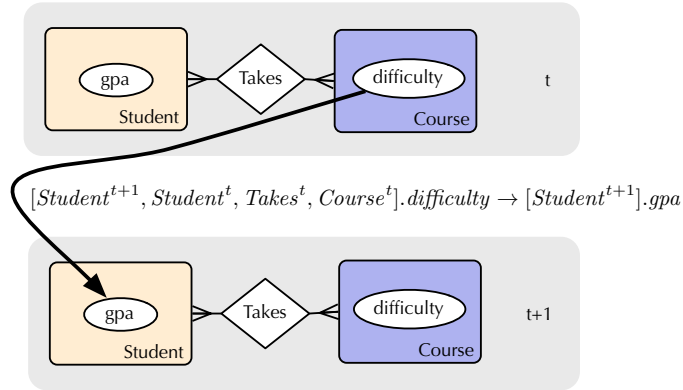 gpa Takes difficulty t
Student Course
[Student^{t+1}, Student^t, Takes^t, Course^t].difficulty → [Student^{t+1}].gpa
gpa Takes difficulty t+1
Student Course